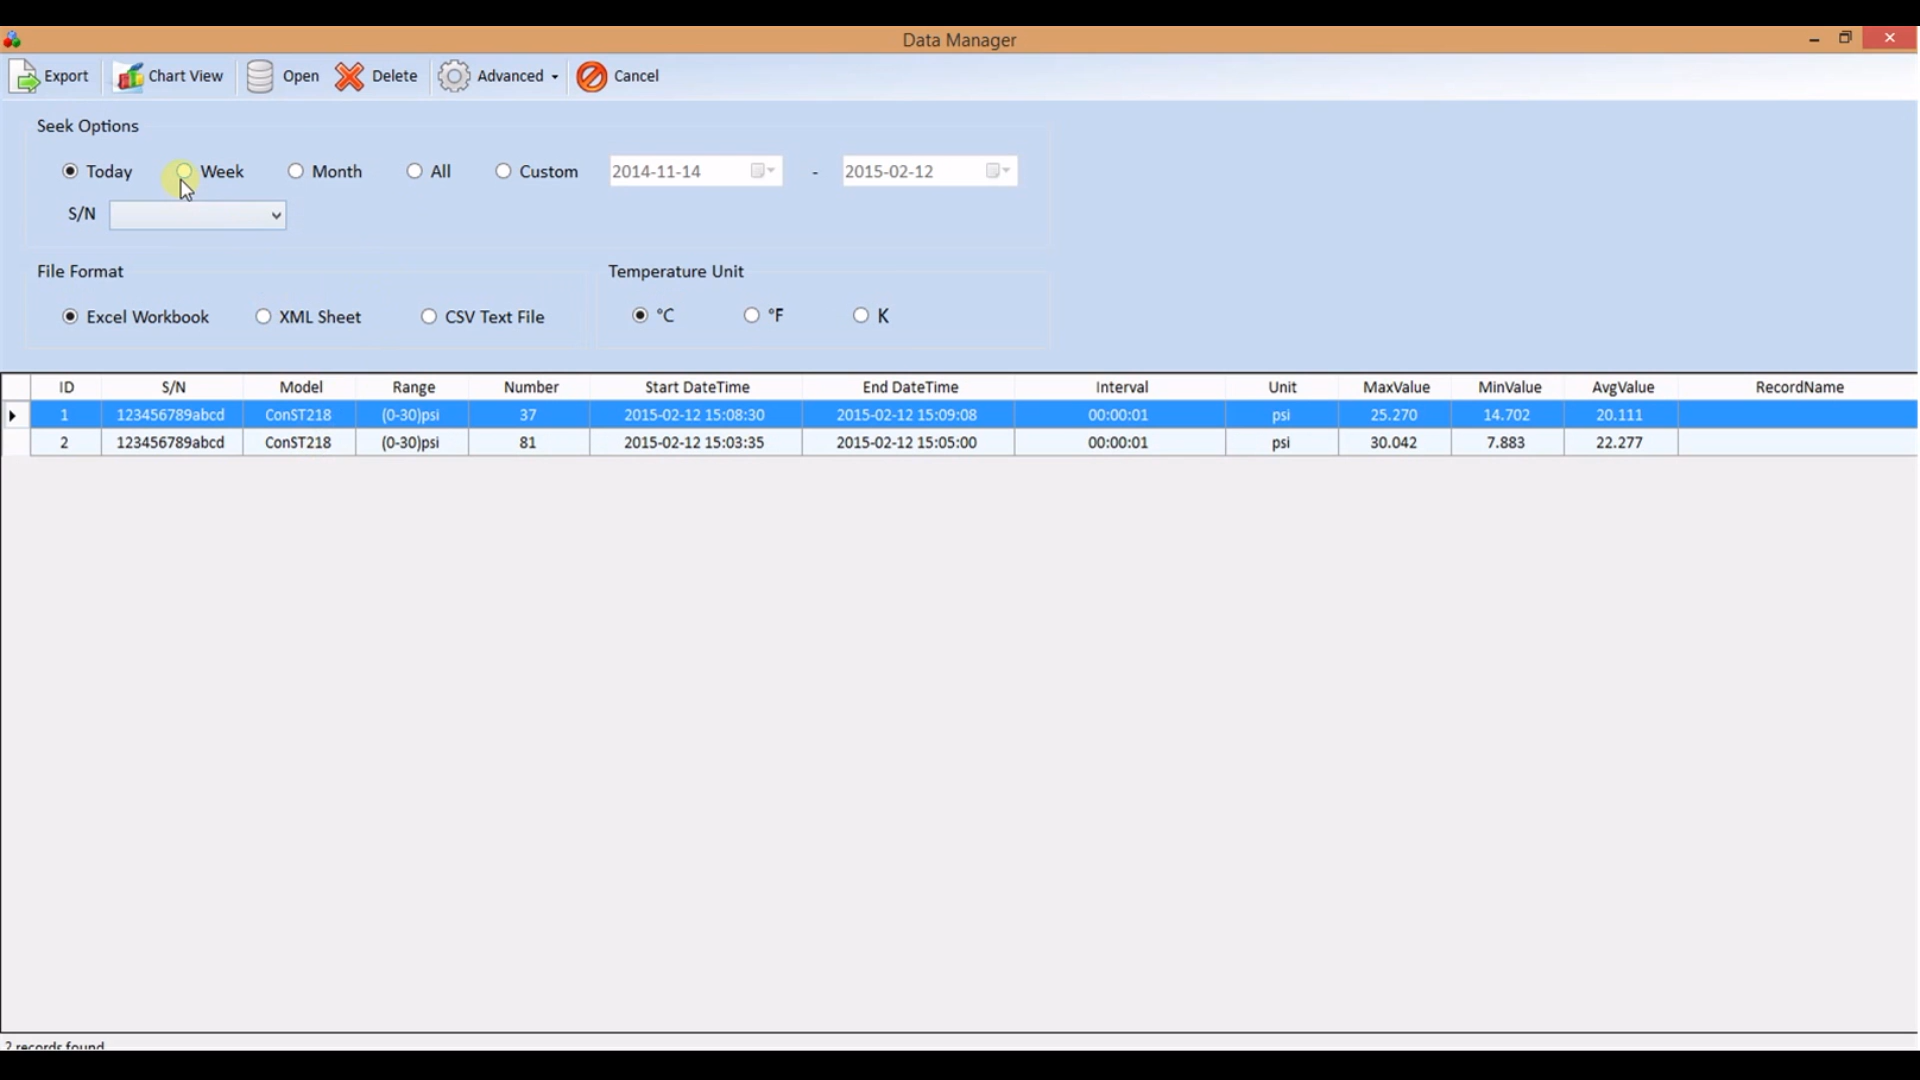 Data Manager
Export Chart View Open Delete Advanced Cancel
Seek Options
Today Week Month All Custom 2014-11-14 - 2015-02-12
S/N
File Format Temperature Unit
Excel Workbook XML Sheet CSV Text File °C °F K
ID S/N Model Range Number Start DateTime End DateTime Interval Unit MaxValue MinValue AvgValue RecordName
1 123456789abcd ConST218 (0-30)psi 37 2015-02-12 15:08:30 2015-02-12 15:09:08 00:00:01 psi 25.270 14.702 20.111
2 123456789abcd ConST218 (0-30)psi 81 2015-02-12 15:03:35 2015-02-12 15:05:00 00:00:01 psi 30.042 7.883 22.277
2 records found